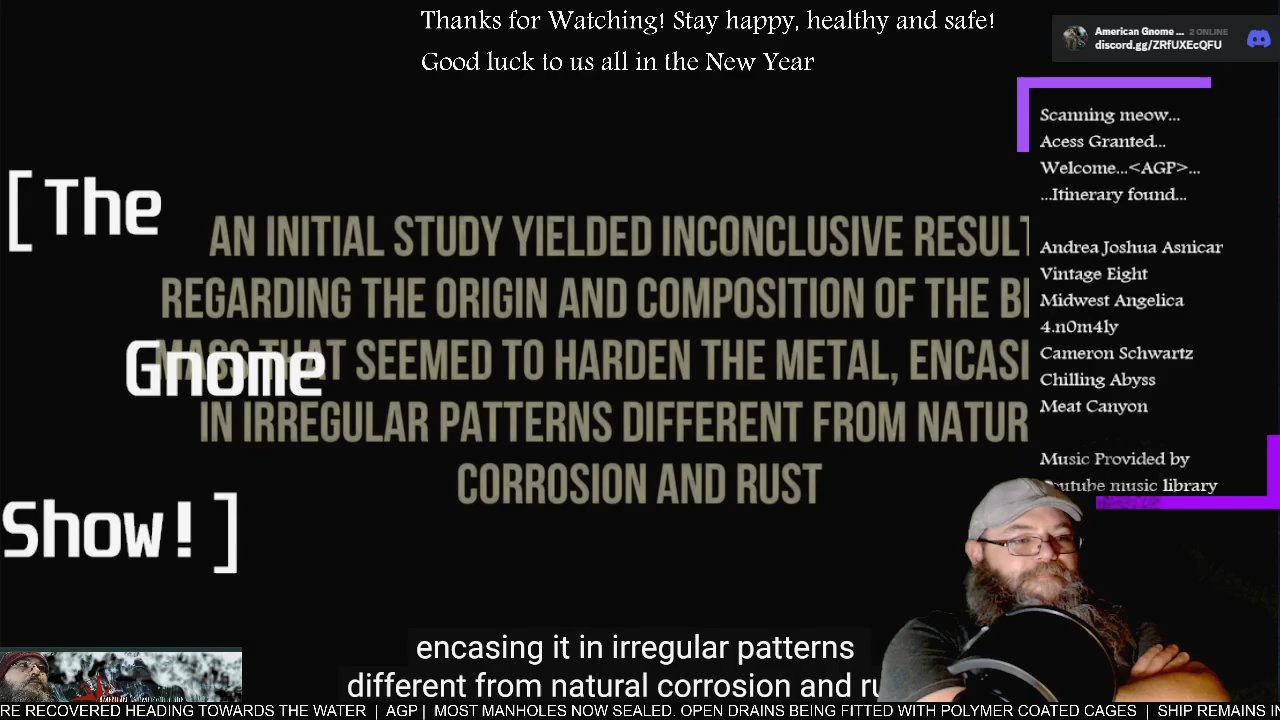 Thanks for Watching! Stay happy, healthy and safe!
Good luck to us all in the New Year
American Gnome ... 2 ONLINE
discord.gg/ZRfUXEcQFU
Scanning meow...
Acess Granted...
Welcome...<AGP>...
...Itinerary found...
Andrea Joshua Asnicar
Vintage Eight
Midwest Angelica
4.n0m4ly
Cameron Schwartz
Chilling Abyss
Meat Canyon
Music Provided by
outube music library
[The
Gnome
Show!]
AN INITIAL STUDY YIELDED INCONCLUSIVE RESULT
REGARDING THE ORIGIN AND COMPOSITION OF THE BI
MASS THAT SEEMED TO HARDEN THE METAL, ENCASI
IN IRREGULAR PATTERNS DIFFERENT FROM NATUR
CORROSION AND RUST
encasing it in irregular patterns
different from natural corrosion and ru
RE RECOVERED HEADING TOWARDS THE WATER | AGP | MOST MANHOLES NOW SEALED. OPEN DRAINS BEING FITTED WITH POLYMER COATED CAGES | SHIP REMAINS IN